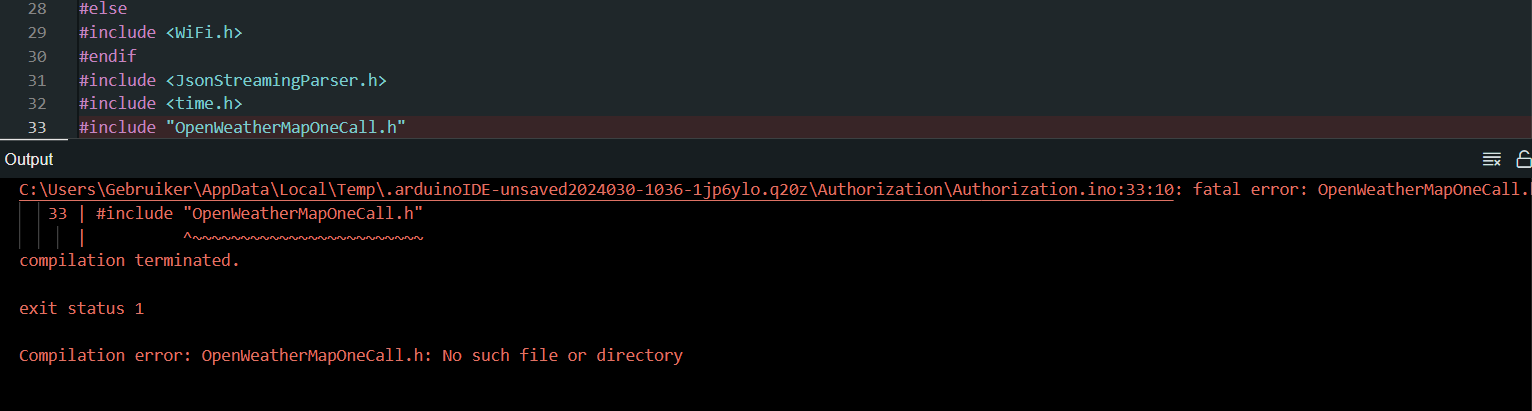 28 #else
29 #include <WiFi.h>
30 #endif
31 #include <JsonStreamingParser.h>
32 #include <time.h>
33 #include "OpenWeatherMapOneCall.h"
Output
C:\Users\Gebruiker\AppData\Local\Temp\.arduinoIDE-unsaved2024030-1036-1jp6ylo.q20z\Authorization\Authorization.ino:33:10: fatal error: OpenWeatherMapOneCall.
33 | #include "OpenWeatherMapOneCall.h"
| ^~~~~~~~~~~~~~~~~~~~~~~~~
compilation terminated.
exit status 1
Compilation error: OpenWeatherMapOneCall.h: No such file or directory